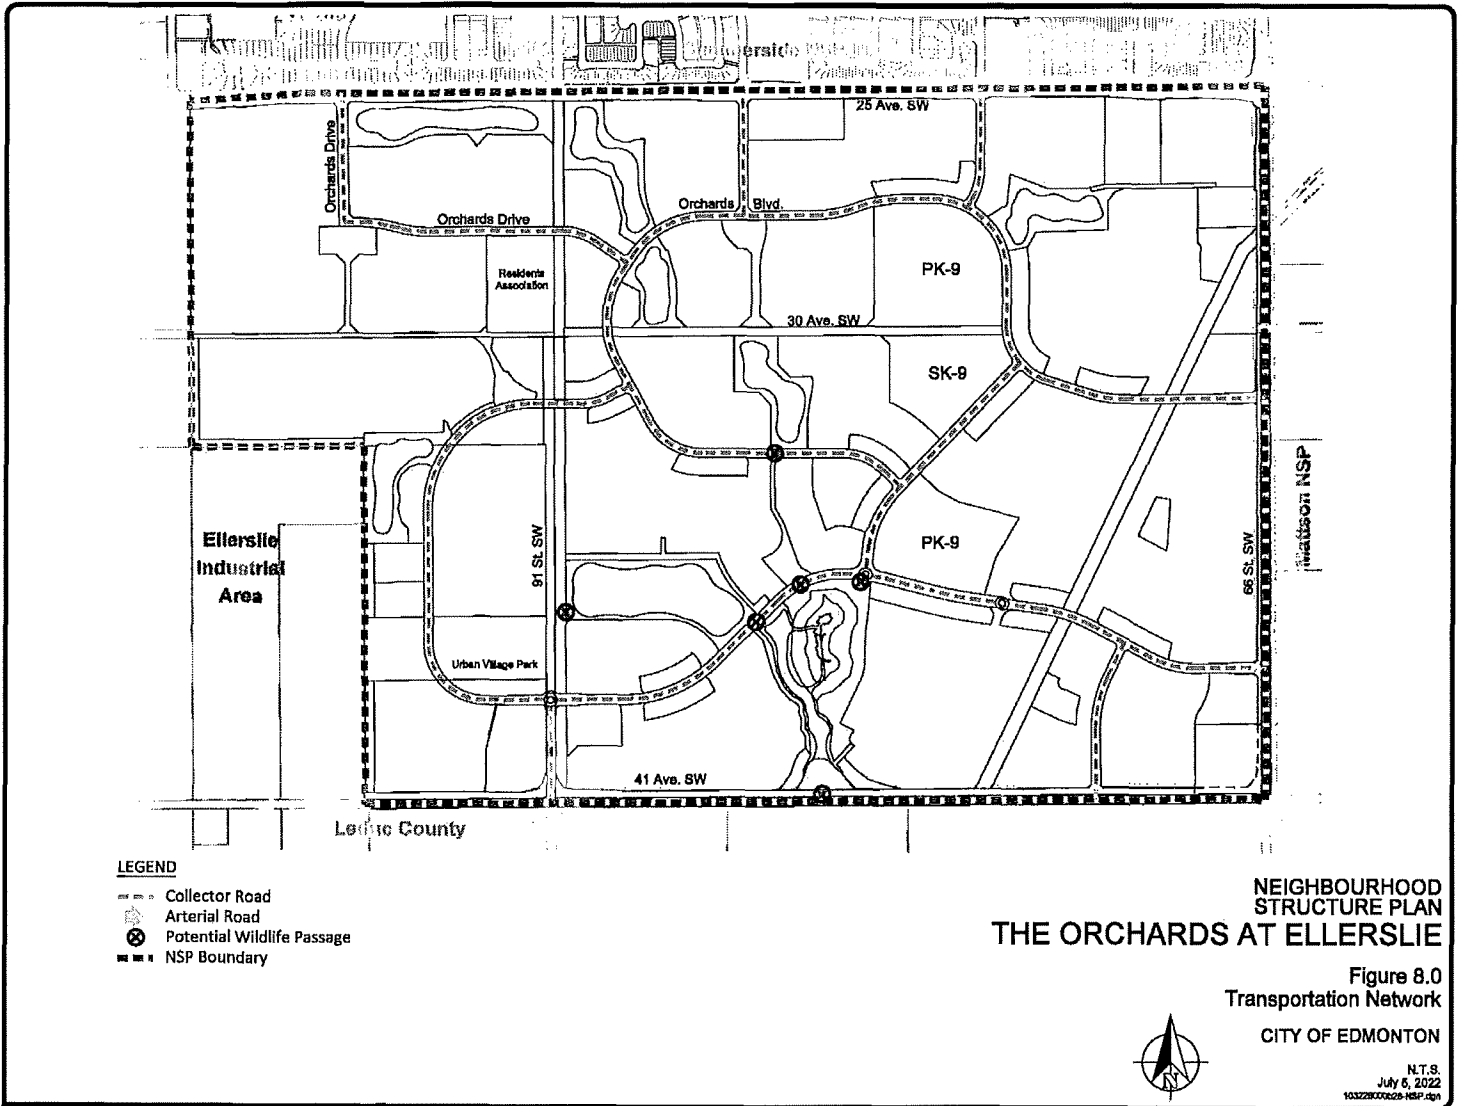 25 Ave. SW
Orchards Drive
Orchards Blvd.
Orchards Drive
PK-9
Residents
Association
30 Ave. SW
SK-9
Mattson NSP
Ellerslie
Industrial
Area
91 St. SW
PK-9
66 St. SW
Urban Village Park
41 Ave. SW
Leduc County
LEGEND
Collector Road
Arterial Road
Potential Wildlife Passage
NSP Boundary
NEIGHBOURHOOD
STRUCTURE PLAN
THE ORCHARDS AT ELLERSLIE
Figure 8.0
Transportation Network
CITY OF EDMONTON
N
N.T.S.
July 5, 2022